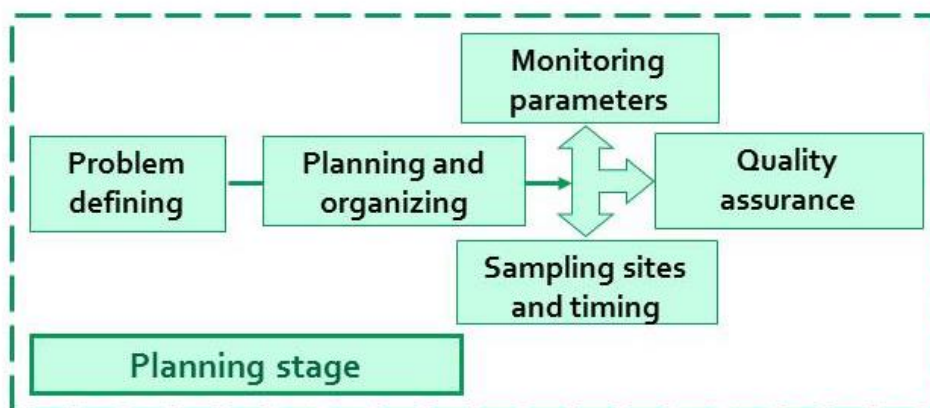 Monitoring
parameters
Problem
defining
Planning and
organizing
Quality
assurance
Sampling sites
and timing
Planning stage